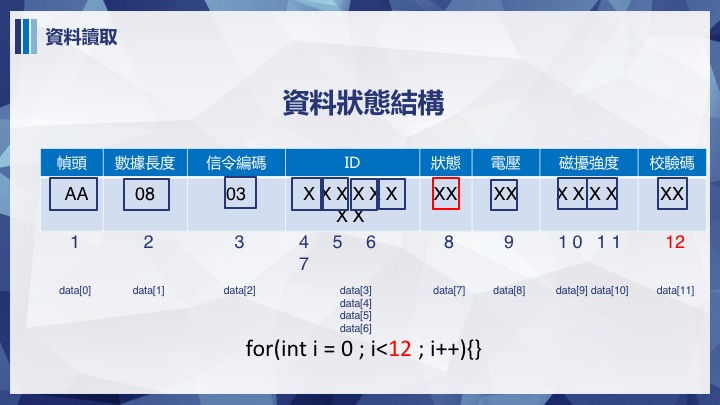 資料讀取
資料狀態結構
幀頭 數據長度 信令編碼 ID 狀態 電壓 磁擾強度 校驗碼
AA 08 03 X X X X X X XX XX X X X X XX
X X
1 2 3 4 5 6 8 9 1 0 1 1 12
7
data[0] data[1] data[2] data[3] data[7] data[8] data[9] data[10] data[11]
data[4]
data[5]
data[6]
for(int i = 0 ; i<12 ; i++){}